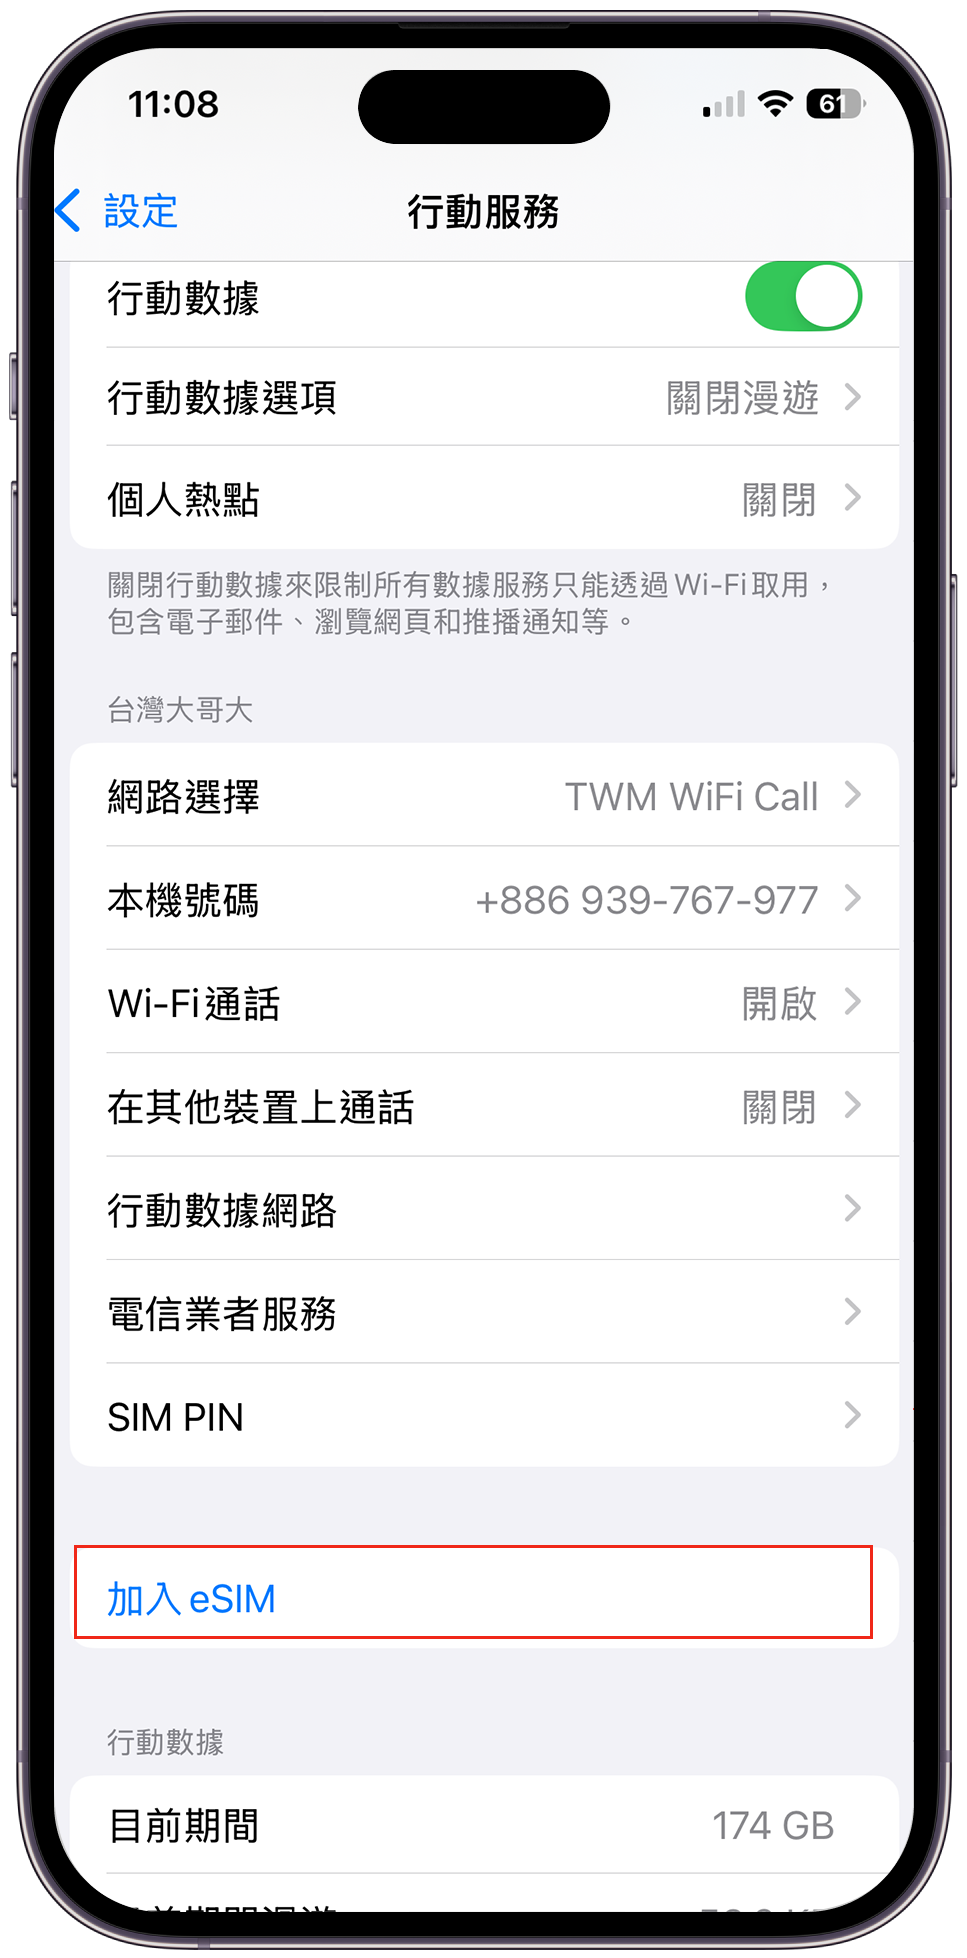 11:08
61
設定
行動服務
行動數據
行動數據選項 關閉漫遊
個人熱點 關閉
關閉行動數據來限制所有數據服務只能透過 Wi-Fi 取用，
包含電子郵件、瀏覽網頁和推播通知等。
台灣大哥大
網路選擇 TWM WiFi Call
本機號碼 +886 939-767-977
Wi-Fi 通話 開啟
在其他裝置上通話 關閉
行動數據網路
電信業者服務
SIM PIN
加入 eSIM
行動數據
目前期間 174 GB